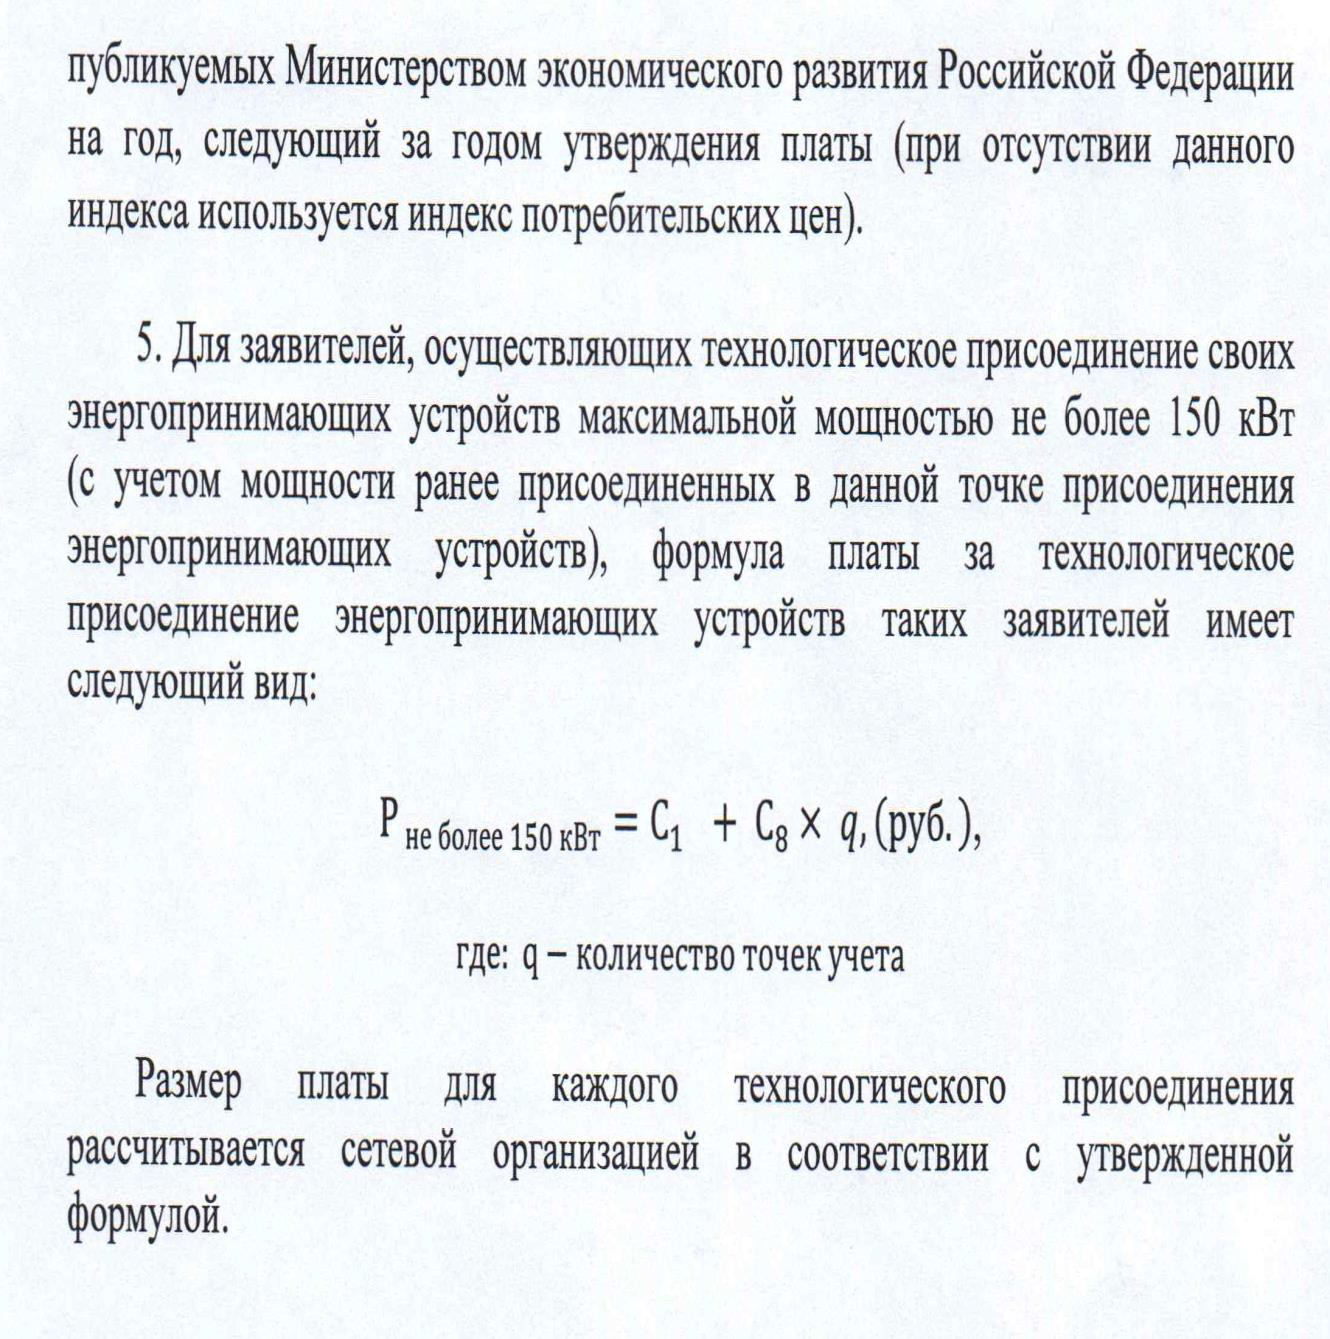 публикуемых Министерством экономического развития Российской Федерации
на год, следующий за годом утверждения платы (при отсутствии данного
индекса используется индекс потребительских цен).
5. Для заявителей, осуществляющих технологическое присоединение своих
энергопринимающих устройств максимальной мощностью не более 150 кВт
(с учетом мощности ранее присоединенных в данной точке присоединения
энергопринимающих устройств), формула платы за технологическое
присоединение энергопринимающих устройств таких заявителей имеет
следующий вид:
P не более 150 кВт = C₁ + C₈ × q, (руб.),
где: q – количество точек учета
Размер платы для каждого технологического присоединения
рассчитывается сетевой организацией в соответствии с утвержденной
формулой.